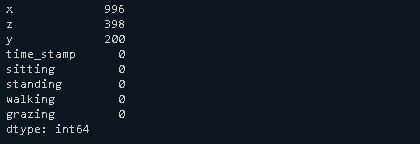 x 996
z 398
y 200
time_stamp 0
sitting 0
standing 0
walking 0
grazing 0
dtype: int64